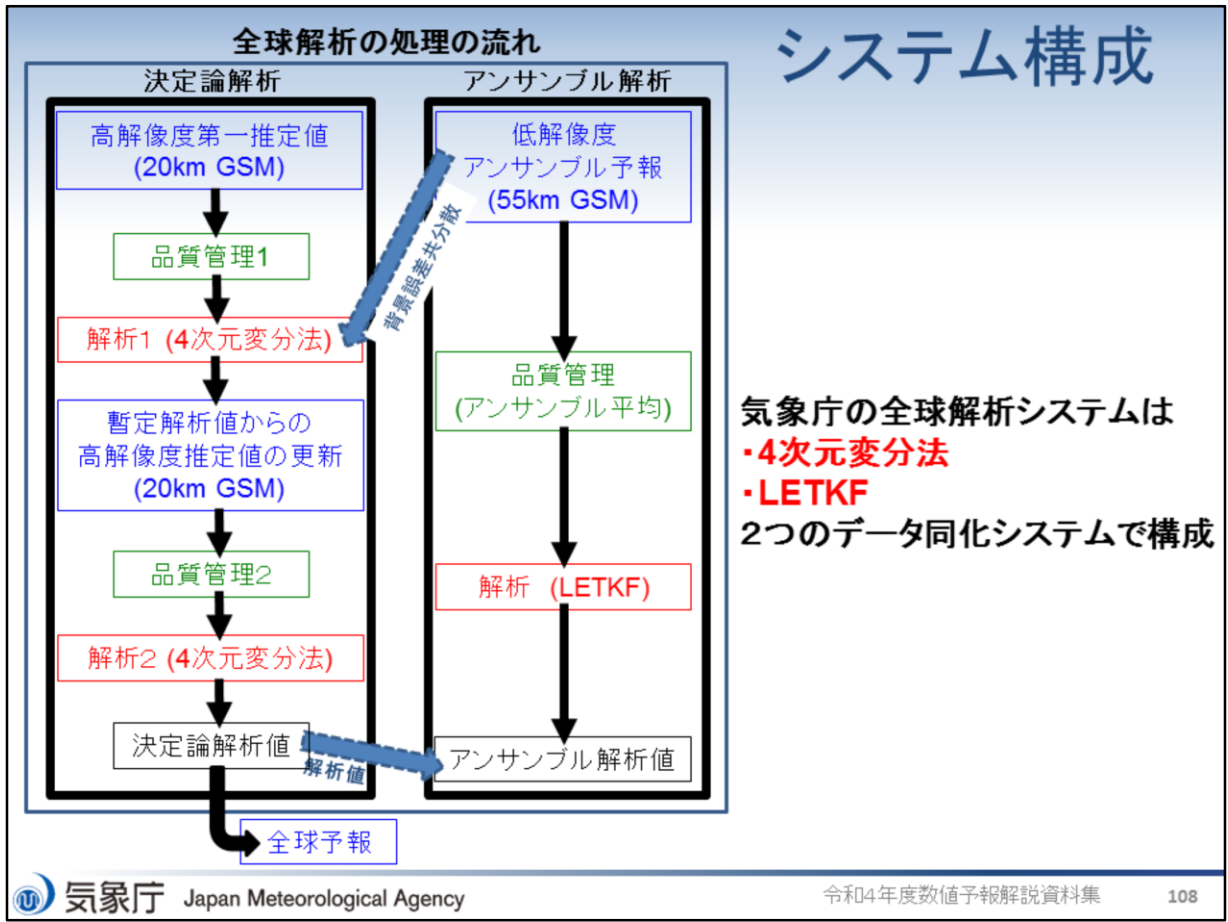 システム構成
全球解析の処理の流れ
決定論解析
高解像度第一推定値
(20km GSM)
品質管理1
解析1 (4次元変分法)
暫定解析値からの
高解像度推定値の更新
(20km GSM)
品質管理2
解析2 (4次元変分法)
決定論解析値
全球予報
アンサンブル解析
低解像度
アンサンブル予報
(55km GSM)
背景誤差共分散
品質管理
(アンサンブル平均)
解析 (LETKF)
解析値
アンサンブル解析値
気象庁の全球解析システムは
・4次元変分法
・LETKF
2つのデータ同化システムで構成
気象庁 Japan Meteorological Agency
令和4年度数値予報解説資料集
108